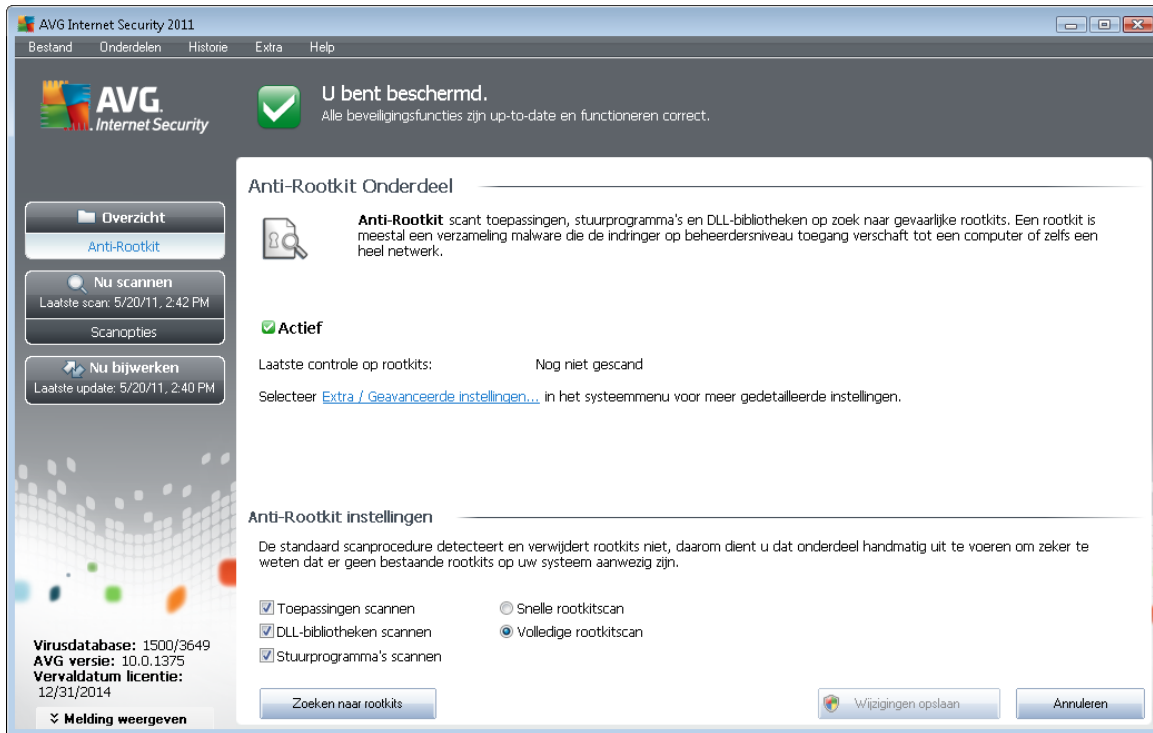 AVG Internet Security 2011
Bestand Onderdelen Historie Extra Help
AVG.
Internet Security
U bent beschermd.
Alle beveiligingsfuncties zijn up-to-date en functioneren correct.
Overzicht
Anti-Rootkit
Nu scannen
Laatste scan: 5/20/11, 2:42 PM
Scanopties
Nu bijwerken
Laatste update: 5/20/11, 2:40 PM
Virusdatabase: 1500/3649
AVG versie: 10.0.1375
Vervaldatum licentie:
12/31/2014
Melding weergeven
Anti-Rootkit Onderdeel
Anti-Rootkit scant toepassingen, stuurprogramma's en DLL-bibliotheken op zoek naar gevaarlijke rootkits. Een rootkit is
meestal een verzameling malware die de indringer op beheerdersniveau toegang verschaft tot een computer of zelfs een
heel netwerk.
Actief
Laatste controle op rootkits: Nog niet gescand
Selecteer Extra / Geavanceerde instellingen... in het systeemmenu voor meer gedetailleerde instellingen.
Anti-Rootkit instellingen
De standaard scanprocedure detecteert en verwijdert rootkits niet, daarom dient u dat onderdeel handmatig uit te voeren om zeker te
weten dat er geen bestaande rootkits op uw systeem aanwezig zijn.
Toepassingen scannen Snelle rootkitscan
DLL-bibliotheken scannen Volledige rootkitscan
Stuurprogramma's scannen
Zoeken naar rootkits Wijzigingen opslaan Annuleren